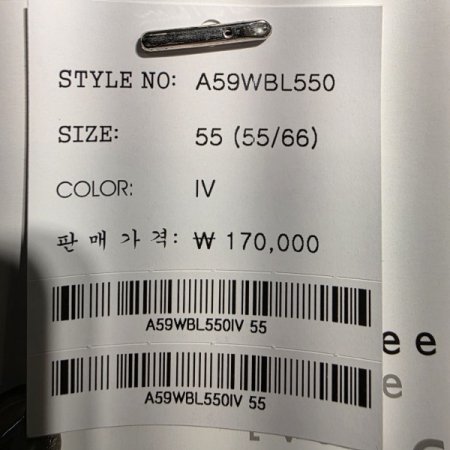 STYLE NO: A59WBL550
SIZE: 55 (55/66)
COLOR: IV
판매가격: ₩ 170,000
A59WBL550IV 55
A59WBL550IV 55
ee
e